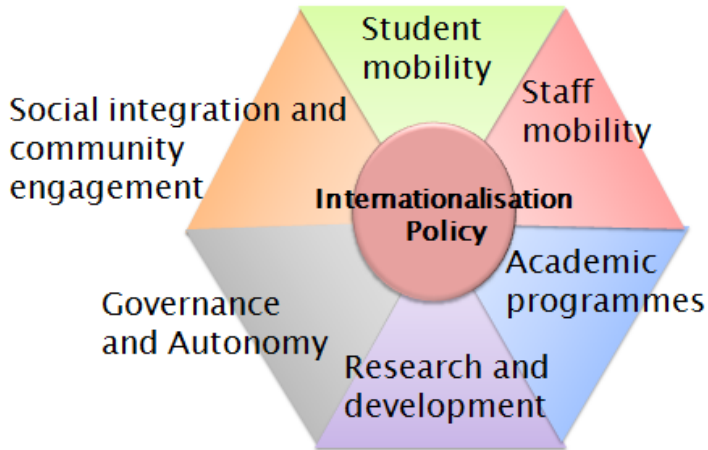 Student
mobility
Staff
mobility
Social integration and
community
engagement
Internationalisation
Policy
Academic
programmes
Governance
and Autonomy
Research and
development